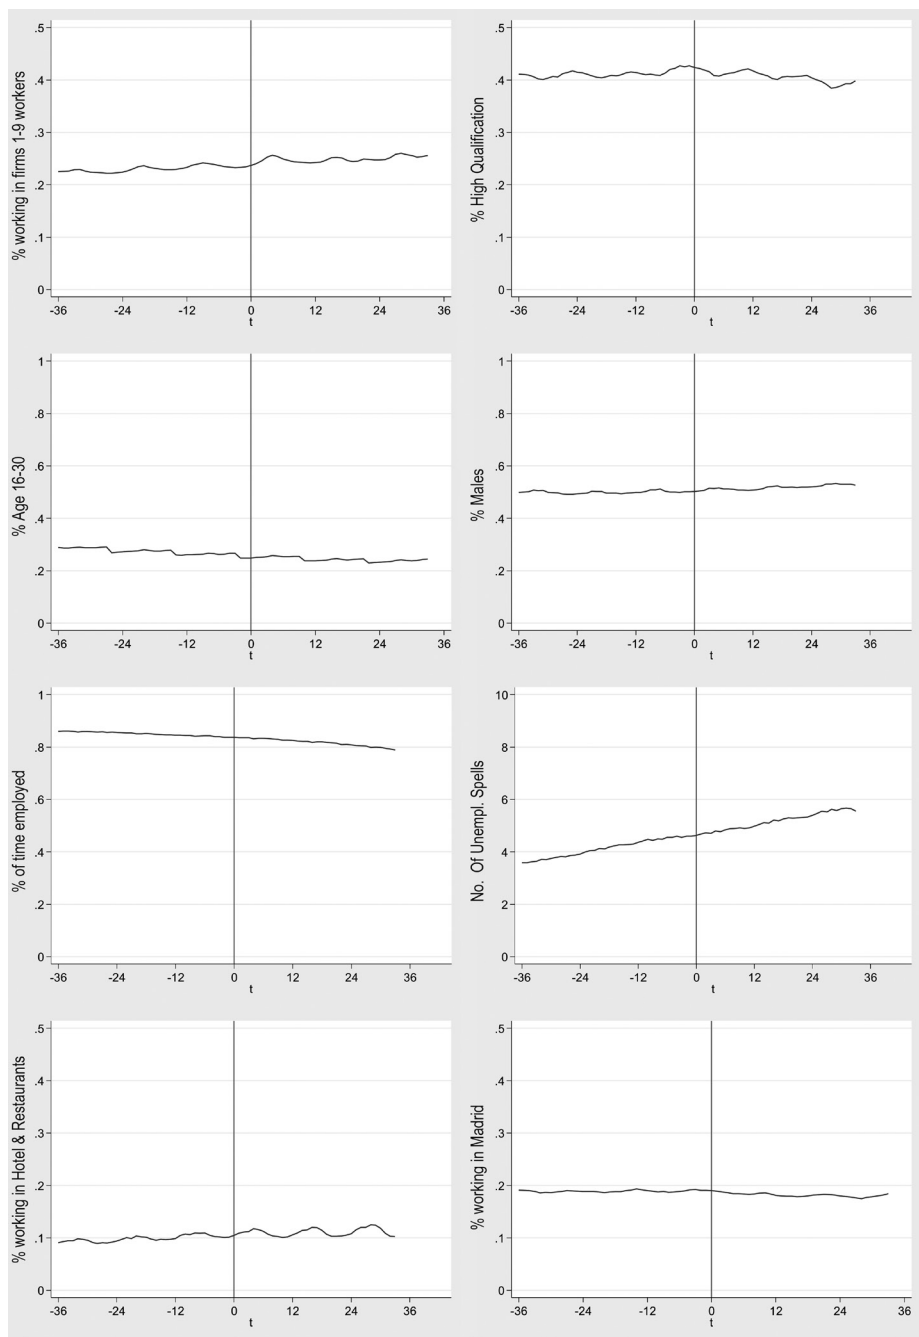 % working in firms 1-9 workers
.5
.4
.3
.2
.1
0
-36 -24 -12 0 12 24 36
t
% High Qualification
.5
.4
.3
.2
.1
0
-36 -24 -12 0 12 24 36
t
% Age 16-30
1
.8
.6
.4
.2
0
-36 -24 -12 0 12 24 36
t
% Males
1
.8
.6
.4
.2
0
-36 -24 -12 0 12 24 36
t
% of time employed
1
.8
.6
.4
.2
0
-36 -24 -12 0 12 24 36
t
No. Of Unempl. Spells
10
8
6
4
2
0
-36 -24 -12 0 12 24 36
t
% working in Hotel & Restaurants
.5
.4
.3
.2
.1
0
-36 -24 -12 0 12 24 36
t
% working in Madrid
.5
.4
.3
.2
.1
0
-36 -24 -12 0 12 24 36
t